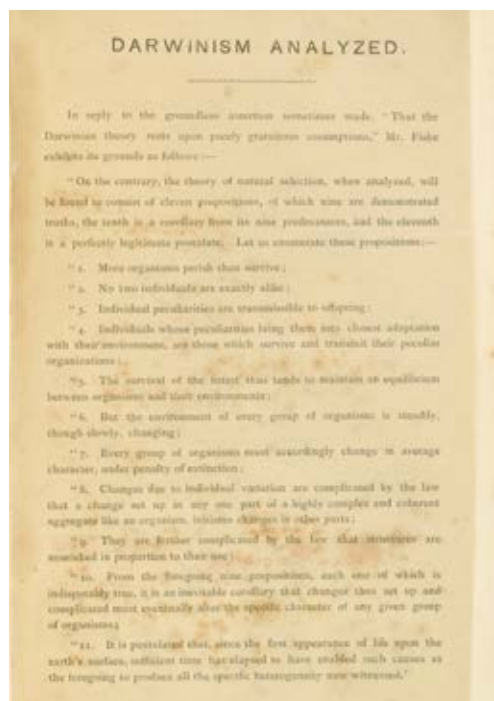 DARWINISM ANALYZED.
In reply to the groundless assertion sometimes made, "That the
Darwinian theory rests upon purely gratuitous assumptions," Mr. Fiske
exhibits its grounds as follows:—
"On the contrary, the theory of natural selection, when analyzed, will
be found to consist of eleven propositions, of which nine are demonstrated
truths, the tenth is a corollary from its nine predecessors, and the eleventh
is a perfectly legitimate postulate. Let us enumerate these propositions:—
"1. More organisms perish than survive;
"2. No two individuals are exactly alike;
"3. Individual peculiarities are transmissible to offspring;
"4. Individuals whose peculiarities bring them into closest adaptation
with their environment, are those which survive and transmit their peculiar
organizations;
"5. The survival of the fittest thus tends to maintain an equilibrium
between organisms and their environments;
"6. But the environment of every group of organisms is steadily,
though slowly, changing;
"7. Every group of organisms must accordingly change in average
character, under penalty of extinction;
"8. Changes due to individual variation are complicated by the law
that a change set up in any one part of a highly complex and coherent
aggregate like an organism, initiates changes in other parts;
"9. They are further complicated by the law that structures are
nourished in proportion to their use;
"10. From the foregoing nine propositions, each one of which is
indisputably true, it is an inevitable corollary that changes thus set up and
complicated must eventually alter the specific character of any given group
of organisms;
"11. It is postulated that, since the first appearance of life upon the
earth's surface, sufficient time has elapsed to have enabled such causes as
the foregoing to produce all the specific heterogeneity now witnessed."